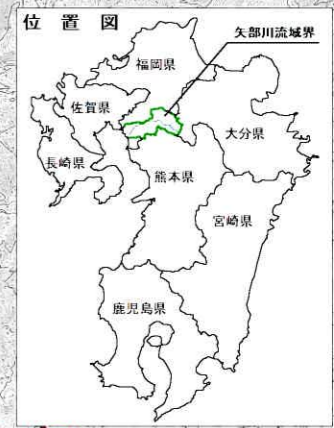 位置図
矢部川流域界
福岡県
佐賀県
大分県
長崎県
熊本県
宮崎県
鹿児島県